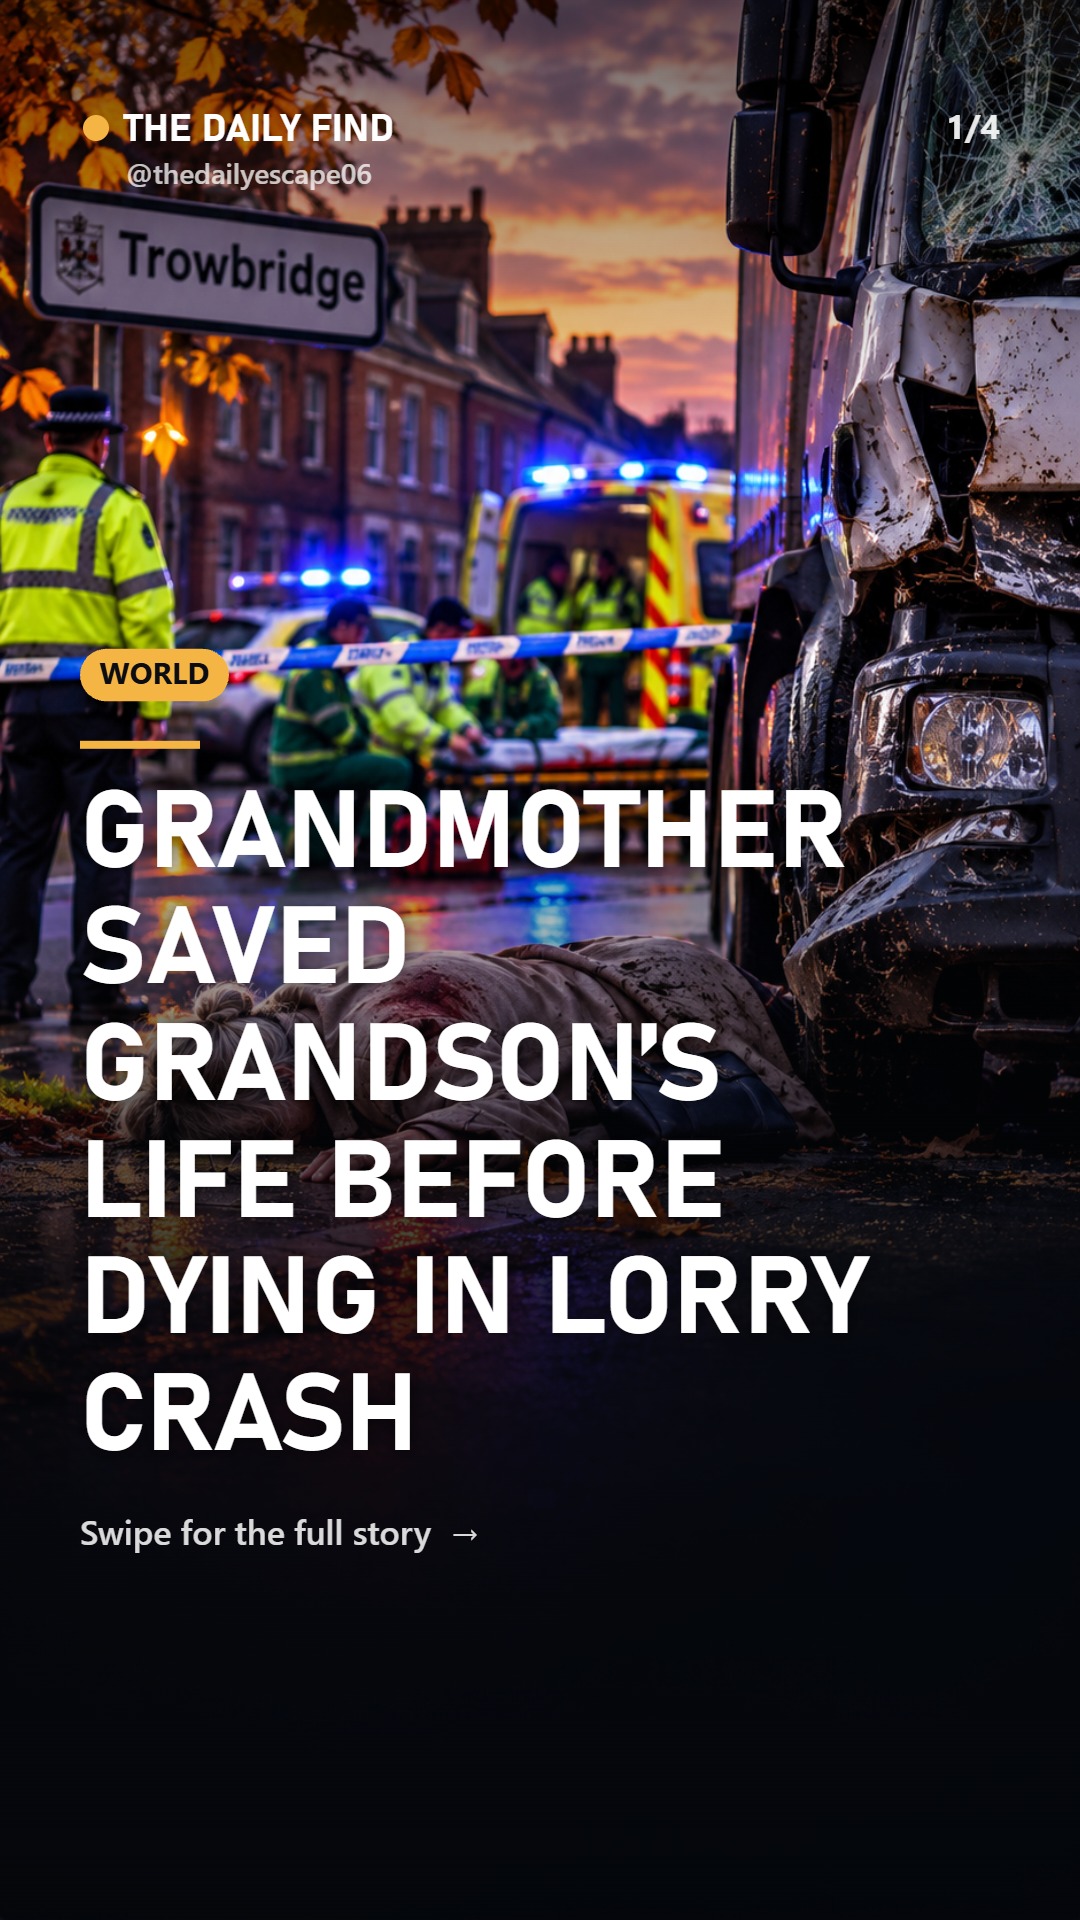 THE DAILY FIND
1/4
@thedailyescape06
Trowbridge
WORLD
GRANDMOTHER
SAVED
GRANDSON'S
LIFE BEFORE
DYING IN LORRY
CRASH
Swipe for the full story →